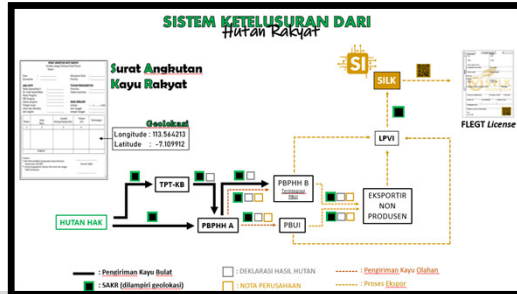 SISTEM KETELUSURAN DARI
Hutan Rakyat
Surat Angkutan
Kayu Rakyat
Geolokasi
Longitude : 113.564213
Latitude : -7.109912
SI
SILK
FLEGT License
LPVI
TPT-KB
PBPHH B
Terintegrasi
PBUI
HUTAN HAK
PBPHH A
PBUI
EKSPORTIR
NON
PRODUSEN
: Pengiriman Kayu Bulat
: DEKLARASI HASIL HUTAN
: Pengiriman Kayu Olahan
: SAKR (dilampiri geolokasi)
: NOTA PERUSAHAAN
: Proses Ekspor